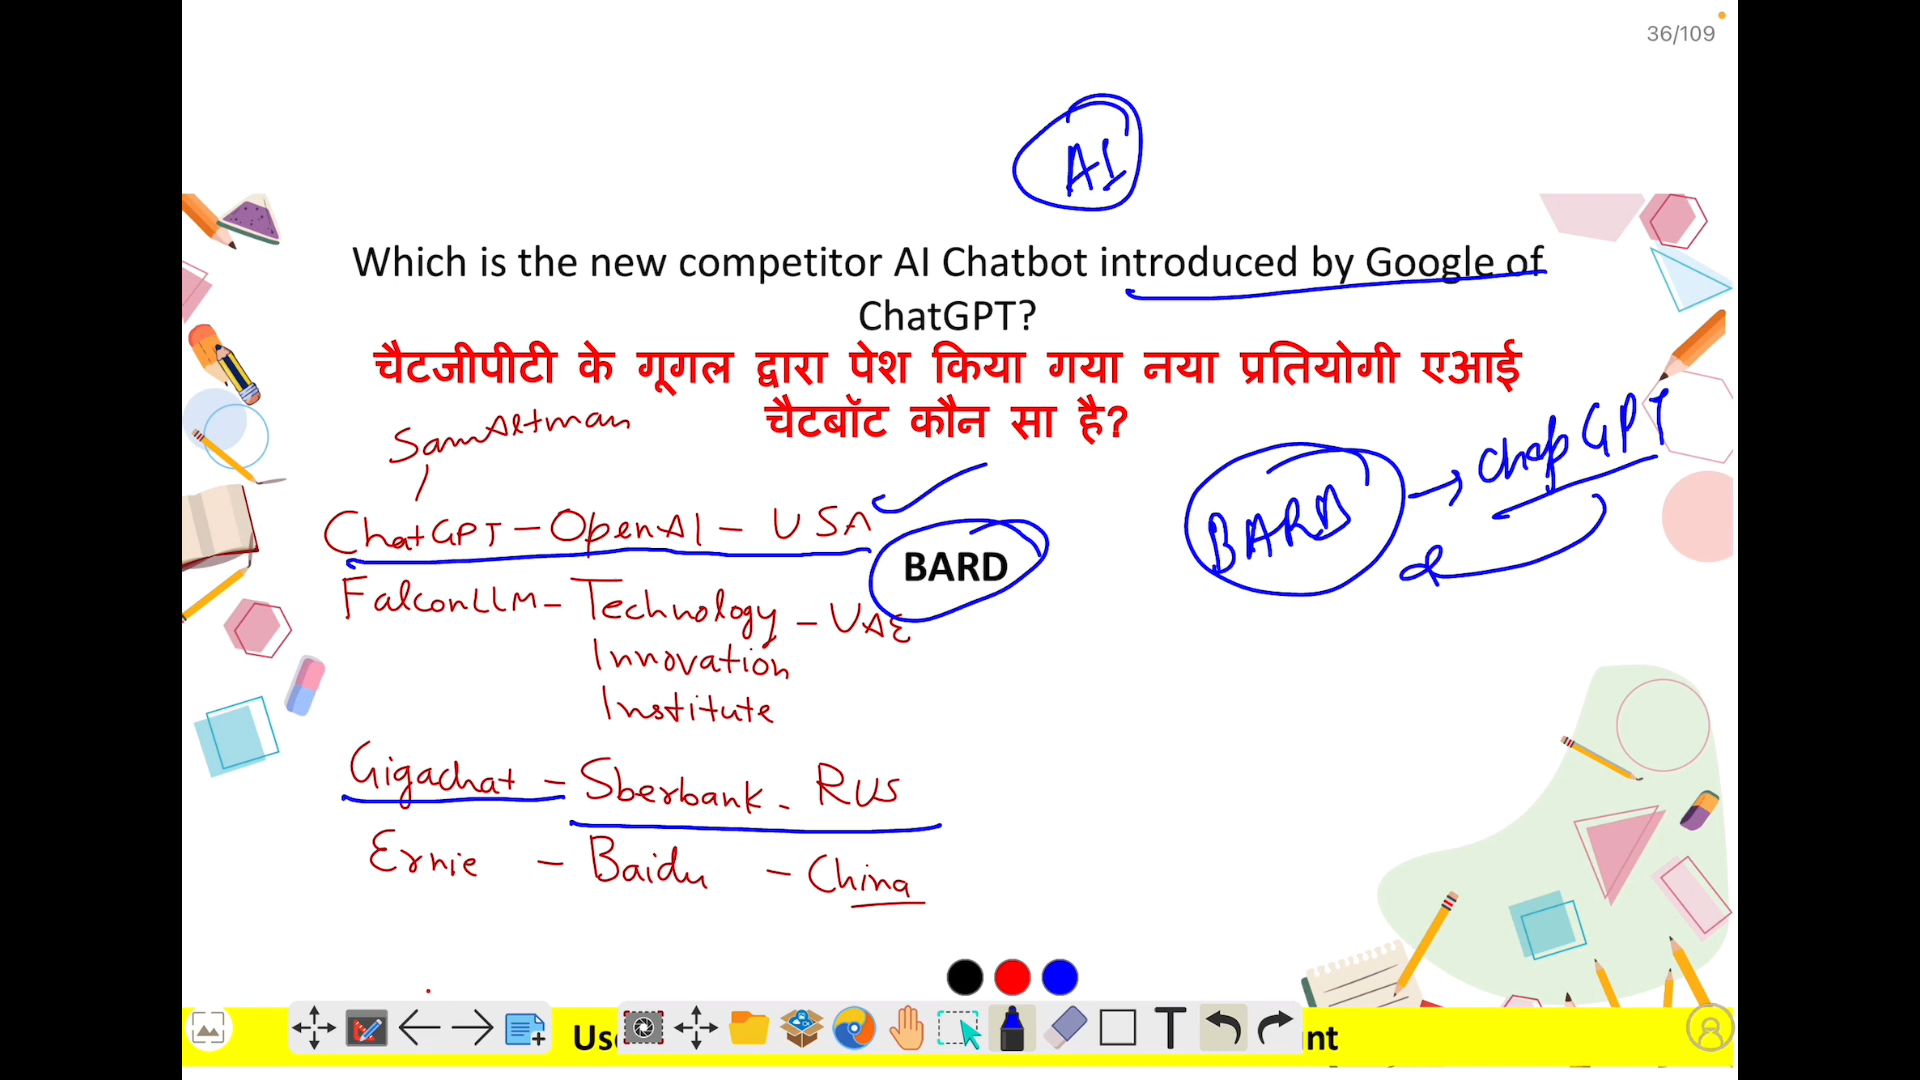 36/109
AI
Which is the new competitor AI Chatbot introduced by Google of
ChatGPT?
चैटजीपीटी के गूगल द्वारा पेश किया गया नया प्रतियोगी एआई
चैटबॉट कौन सा है?
Sam Altman
ChatGPT - OpenAI - USA
BARD
BARD → ChatGPT
FalconLLM - Technology - UAE
Innovation
Institute
Gigachat - Sberbank - RUS
Ernie - Baidu - China
T